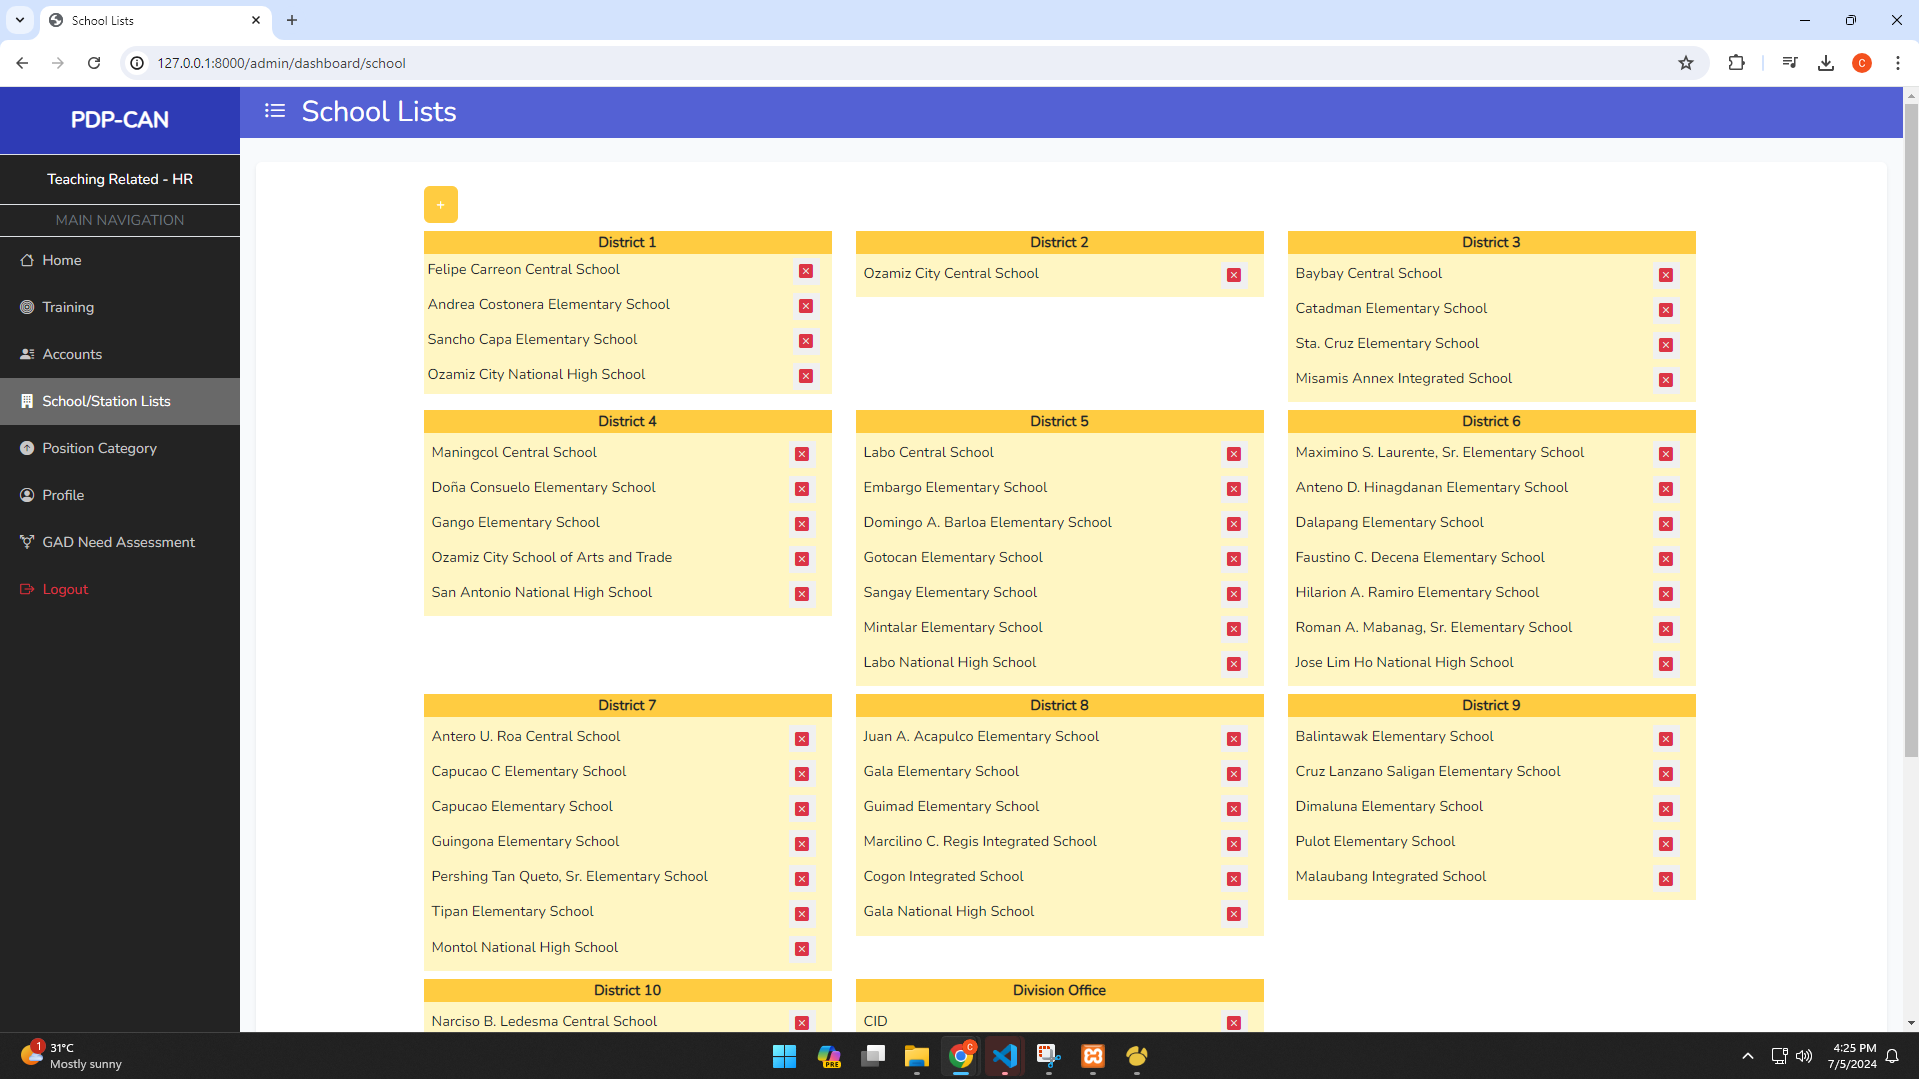 School Lists
127.0.0.1:8000/admin/dashboard/school
C
PDP-CAN
School Lists
Teaching Related - HR
MAIN NAVIGATION
Home
Training
Accounts
School/Station Lists
Position Category
Profile
GAD Need Assessment
Logout
+
District 1
Felipe Carreon Central School
Andrea Costonera Elementary School
Sancho Capa Elementary School
Ozamiz City National High School
District 2
Ozamiz City Central School
District 3
Baybay Central School
Catadman Elementary School
Sta. Cruz Elementary School
Misamis Annex Integrated School
District 4
Maningcol Central School
Doña Consuelo Elementary School
Gango Elementary School
Ozamiz City School of Arts and Trade
San Antonio National High School
District 5
Labo Central School
Embargo Elementary School
Domingo A. Barloa Elementary School
Gotocan Elementary School
Sangay Elementary School
Mintalar Elementary School
Labo National High School
District 6
Maximino S. Laurente, Sr. Elementary School
Anteno D. Hinagdanan Elementary School
Dalapang Elementary School
Faustino C. Decena Elementary School
Hilarion A. Ramiro Elementary School
Roman A. Mabanag, Sr. Elementary School
Jose Lim Ho National High School
District 7
Antero U. Roa Central School
Capucao C Elementary School
Capucao Elementary School
Guingona Elementary School
Pershing Tan Queto, Sr. Elementary School
Tipan Elementary School
Montol National High School
District 8
Juan A. Acapulco Elementary School
Gala Elementary School
Guimad Elementary School
Marcilino C. Regis Integrated School
Cogon Integrated School
Gala National High School
District 9
Balintawak Elementary School
Cruz Lanzano Saligan Elementary School
Dimaluna Elementary School
Pulot Elementary School
Malaubang Integrated School
District 10
Narciso B. Ledesma Central School
Division Office
CID
1
31°C
Mostly sunny
PRE
C
4:25 PM
7/5/2024